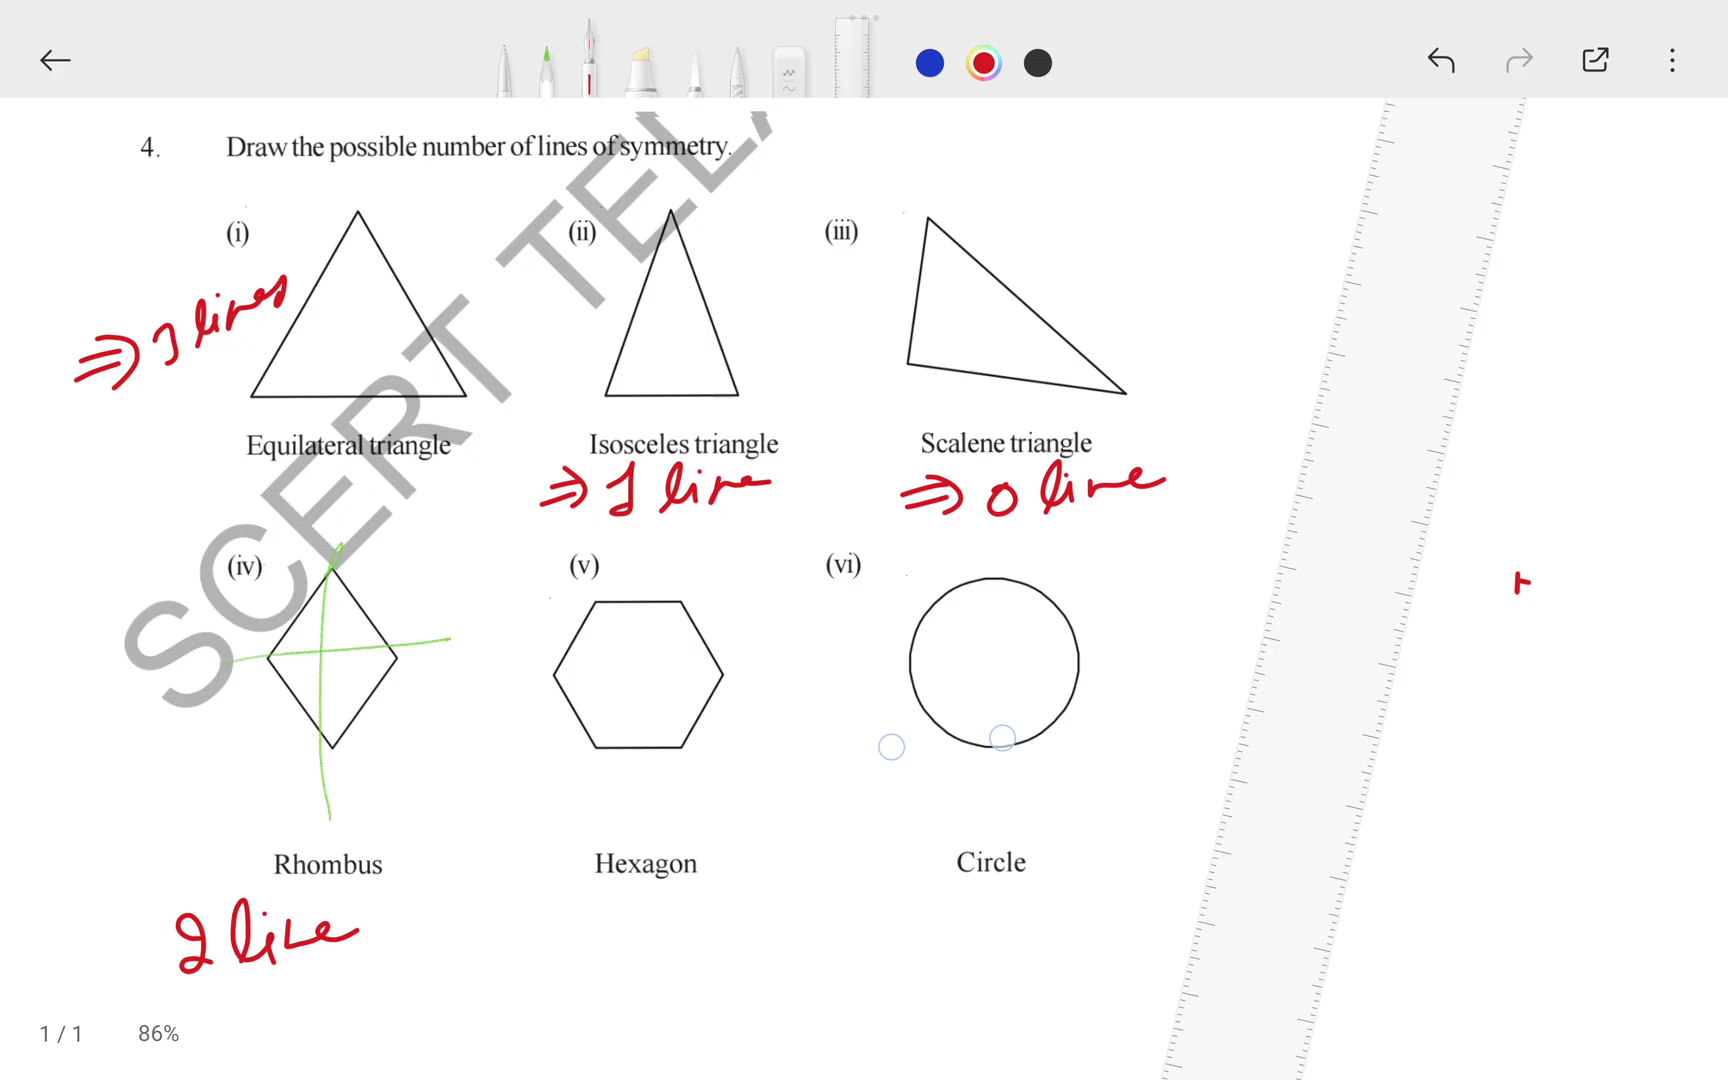 4. Draw the possible number of lines of symmetry.
(i) (ii) (iii)
⇒ 3 lines
Equilateral triangle Isosceles triangle Scalene triangle
⇒ 1 line ⇒ 0 line
(iv) (v) (vi)
Rhombus Hexagon Circle
2 line
SCERT TEL
1 / 1 86%